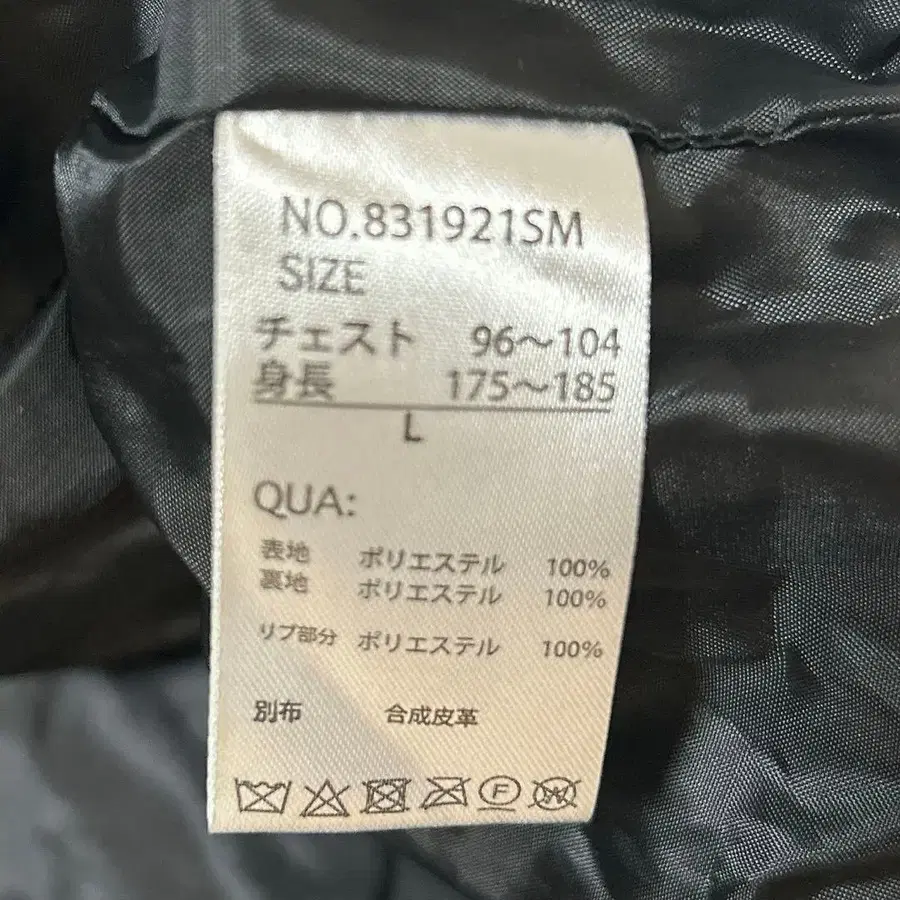 NO.831921SM
SIZE
チェスト 96～104
身長 175～185
L
QUA:
表地 ポリエステル 100%
裏地 ポリエステル 100%
リブ部分 ポリエステル 100%
別布 合成皮革
F
W